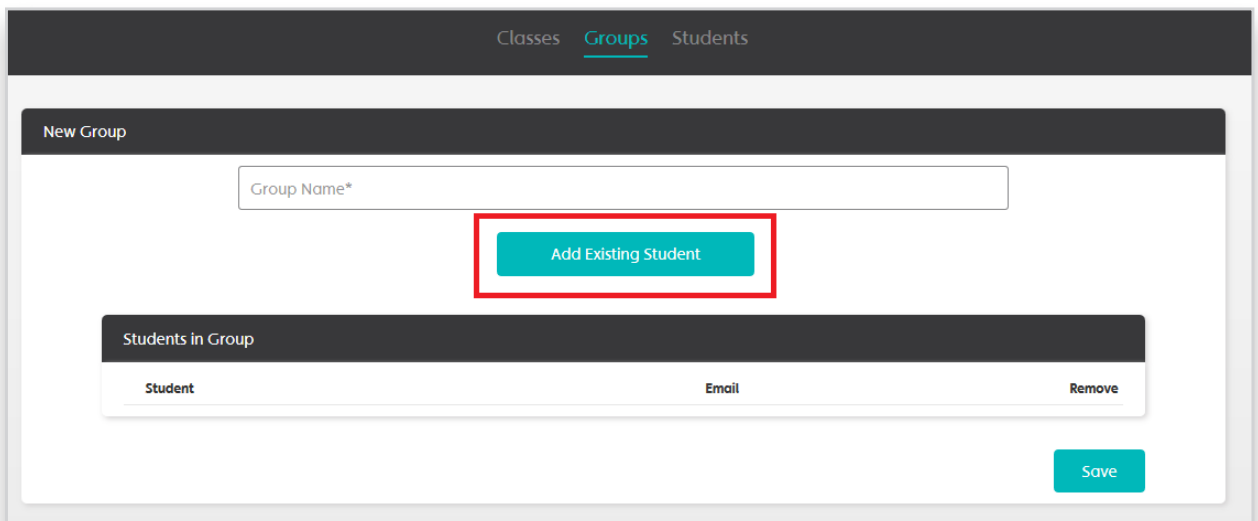 Classes Groups Students
New Group
Group Name*
Add Existing Student
Students in Group
Student Email Remove
Save